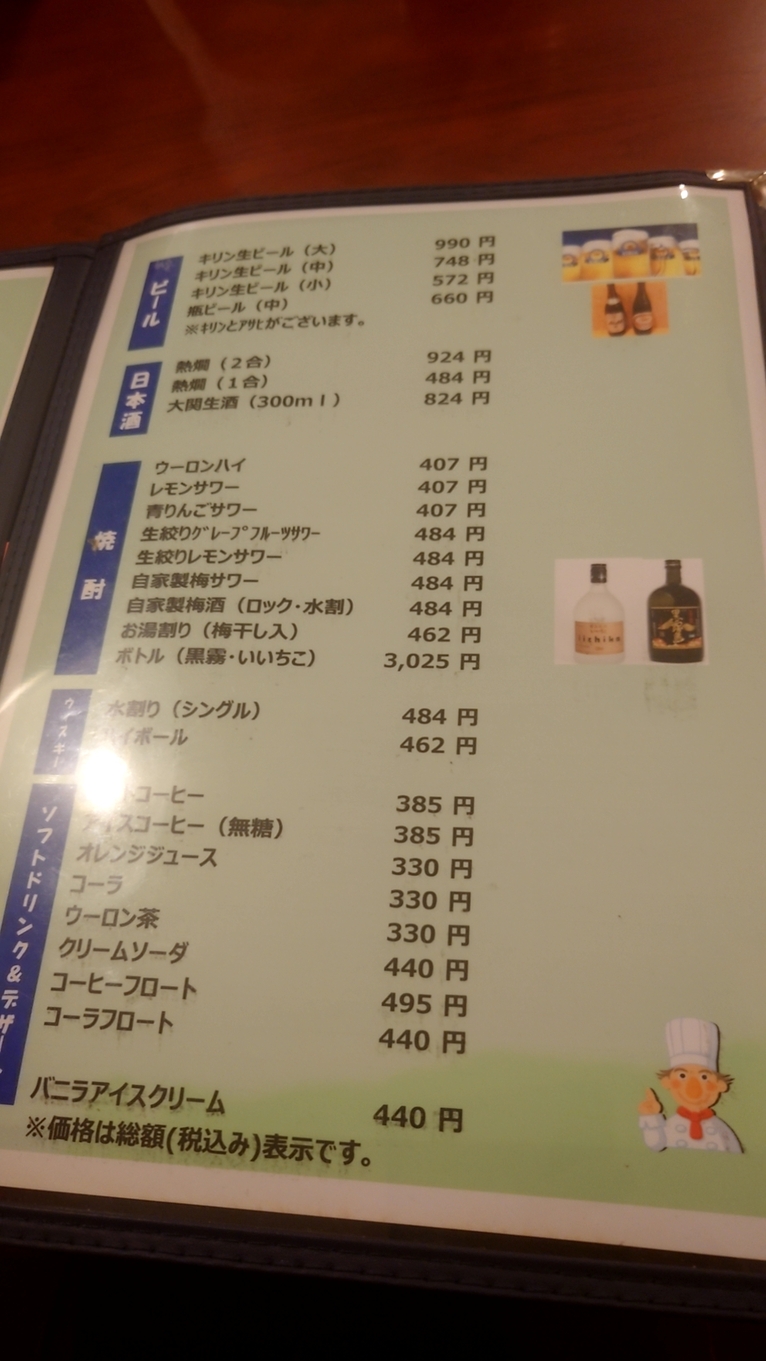 ビール
キリン生ビール（大） 990 円
キリン生ビール（中） 748 円
キリン生ビール（小） 572 円
瓶ビール（中） 660 円
※ｷﾘﾝとｱｻﾋがございます。
日本酒
熱燗（２合） 924 円
熱燗（１合） 484 円
大関生酒（300ｍｌ） 824 円
焼酎
ウーロンハイ 407 円
レモンサワー 407 円
青りんごサワー 407 円
生絞りｸﾞﾚｰﾌﾟﾌﾙｰﾂｻﾜｰ 484 円
生絞りレモンサワー 484 円
自家製梅サワー 484 円
自家製梅酒（ロック・水割） 484 円
お湯割り（梅干し入） 462 円
ボトル（黒霧・いいちこ） 3,025 円
iichiko
ウィスキー
水割り（シングル） 484 円
ハイボール 462 円
ソフトドリンク＆デザート
コーヒー 385 円
アイスコーヒー（無糖） 385 円
オレンジジュース 330 円
コーラ 330 円
ウーロン茶 330 円
クリームソーダ 440 円
コーヒーフロート 495 円
コーラフロート 440 円
バニラアイスクリーム 440 円
※価格は総額(税込み)表示です。